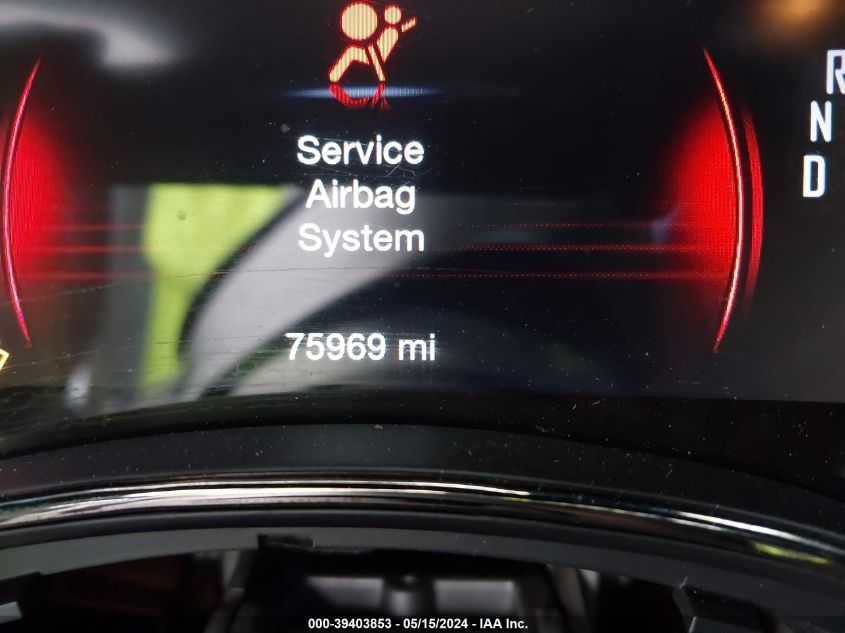 Service
Airbag
System
75969 mi
R
N
D
000-39403853 - 05/15/2024 - IAA Inc.